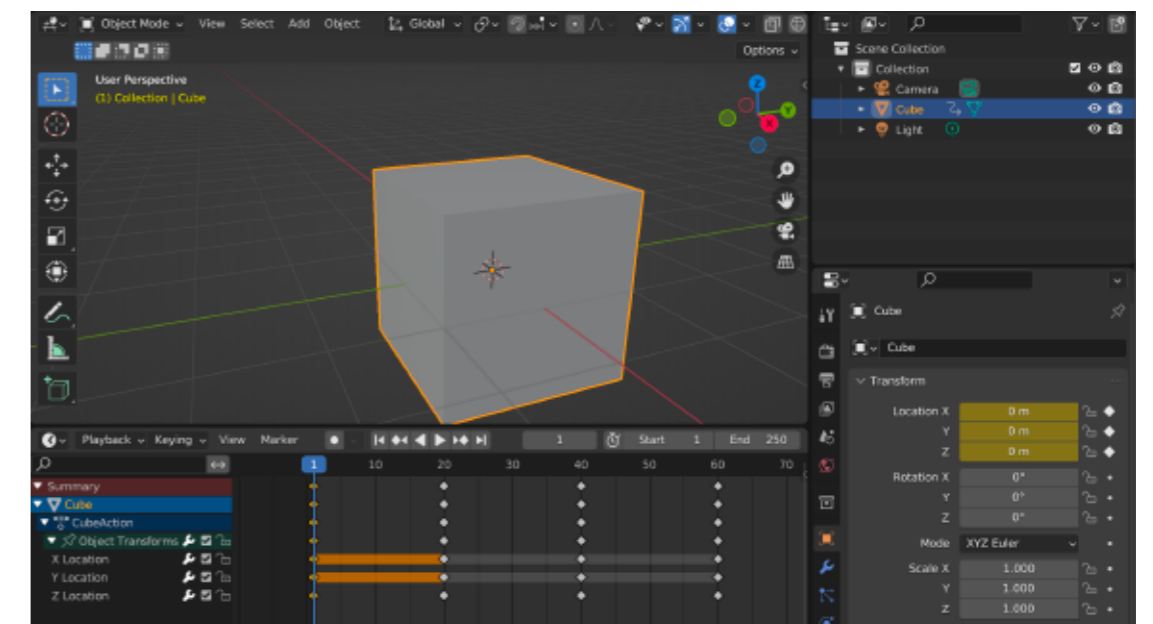 Object Mode View Select Add Object Global
Options
User Perspective
(1) Collection | Cube
Z
Y
X
Scene Collection
Collection
Camera
Cube
Light
Cube
Cube
Transform
Location X 0 m
Y 0 m
Z 0 m
Rotation X 0°
Y 0°
Z 0°
Mode XYZ Euler
Scale X 1.000
Y 1.000
Z 1.000
Playback Keying View Marker 1 Start 1 End 250
1 10 20 30 40 50 60 70
Summary
Cube
CubeAction
Object Transforms
X Location
Y Location
Z Location